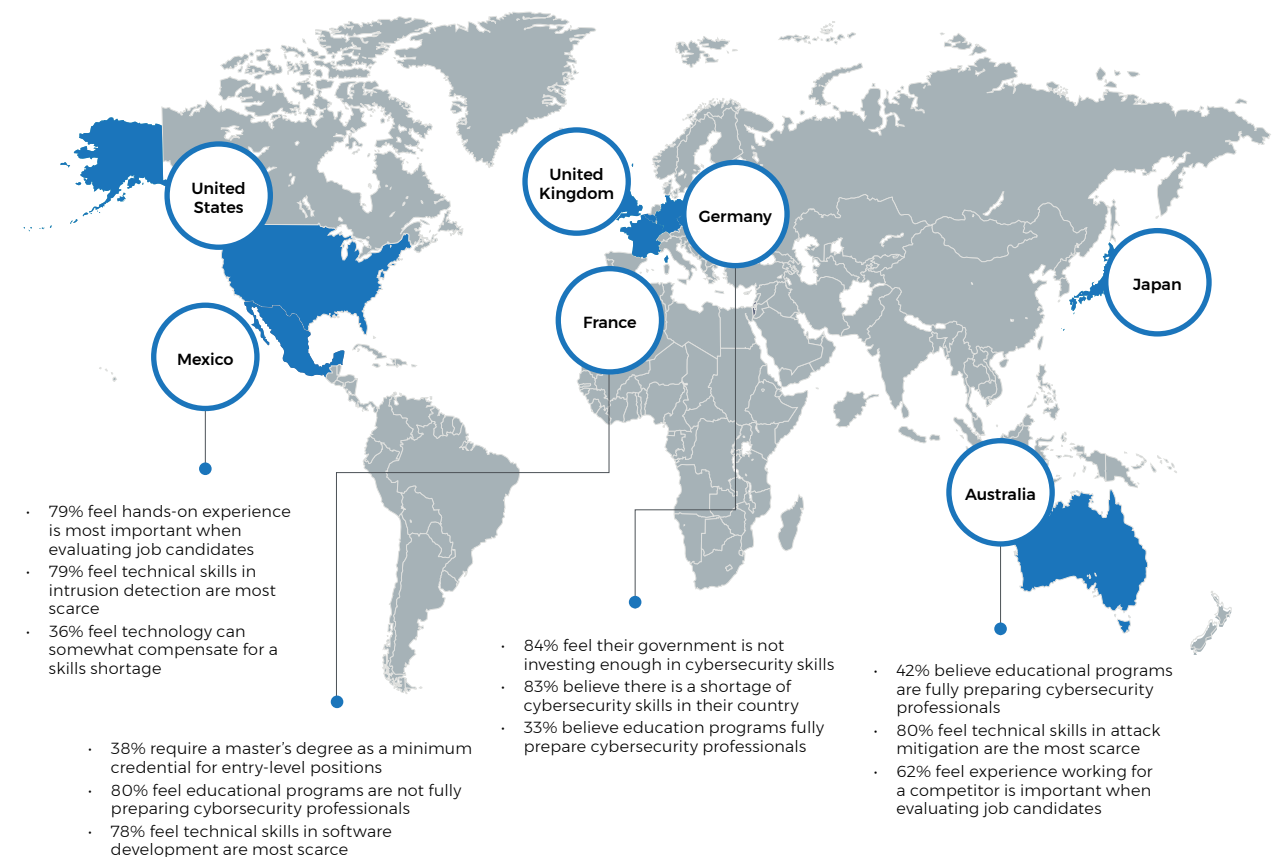 United
States
United
Kingdom
Germany
Japan
France
Mexico
Australia
• 79% feel hands-on experience
is most important when
evaluating job candidates
• 79% feel technical skills in
intrusion detection are most
scarce
• 36% feel technology can
somewhat compensate for a
skills shortage
• 38% require a master’s degree as a minimum
credential for entry-level positions
• 80% feel educational programs are not fully
preparing cyborsecurity professionals
• 78% feel technical skills in software
development are most scarce
• 84% feel their government is not
investing enough in cybersecurity skills
• 83% believe there is a shortage of
cybersecurity skills in their country
• 33% believe education programs fully
prepare cybersecurity professionals
• 42% believe educational programs
are fully preparing cybersecurity
professionals
• 80% feel technical skills in attack
mitigation are the most scarce
• 62% feel experience working for
a competitor is important when
evaluating job candidates